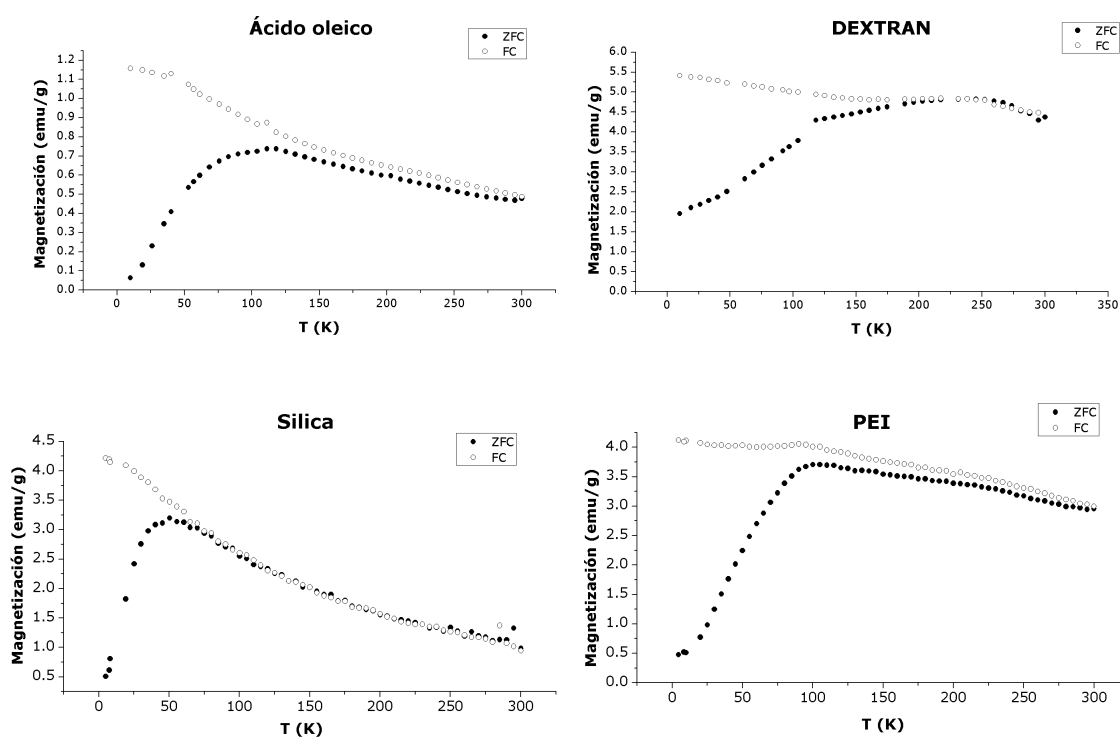 Ácido oleico
ZFC
FC
1.2
1.1
1.0
0.9
0.8
0.7
0.6
0.5
0.4
0.3
0.2
0.1
0.0
Magnetización (emu/g)
0 50 100 150 200 250 300
T (K)
DEXTRAN
ZFC
FC
6.0
5.5
5.0
4.5
4.0
3.5
3.0
2.5
2.0
1.5
1.0
0.5
0.0
Magnetización (emu/g)
0 50 100 150 200 250 300 350
T (K)
Silica
ZFC
FC
4.5
4.0
3.5
3.0
2.5
2.0
1.5
1.0
0.5
Magnetización (emu/g)
0 50 100 150 200 250 300
T (K)
PEI
ZFC
FC
4.0
3.5
3.0
2.5
2.0
1.5
1.0
0.5
0.0
Magnetización (emu/g)
0 50 100 150 200 250 300
T (K)